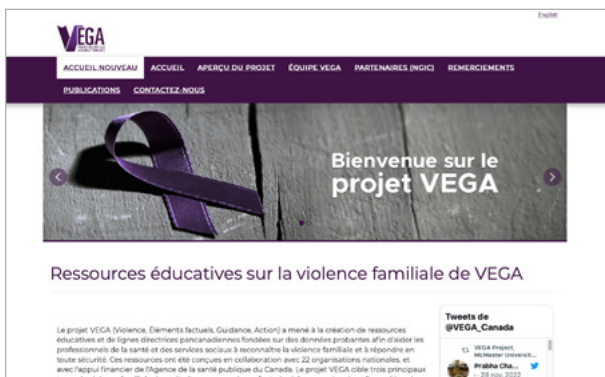 English
VEGA
ACCUEIL NOUVEAU ACCUEIL APERÇU DU PROJET ÉQUIPE VEGA PARTENAIRES (NGIC) REMERCIEMENTS
PUBLICATIONS CONTACTEZ-NOUS
Bienvenue sur le
projet VEGA
Ressources éducatives sur la violence familiale de VEGA
Tweets de
@VEGA_Canada
Le projet VEGA (Violence, Éléments factuels, Guidance, Action) a mené à la création de ressources
éducatives et de lignes directrices pancanadiennes fondées sur des données probantes afin d'aider les
professionnels de la santé et des services sociaux à reconnaître la violence familiale et à répondre en
toute sécurité. Ces ressources ont été conçues en collaboration avec 22 organisations nationales, et
avec l'appui financier de l'Agence de la santé publique du Canada. Le projet VEGA cible trois principaux
VEGA Project,
McMaster Universit...
Prabha Cha...
26 nov. 2022